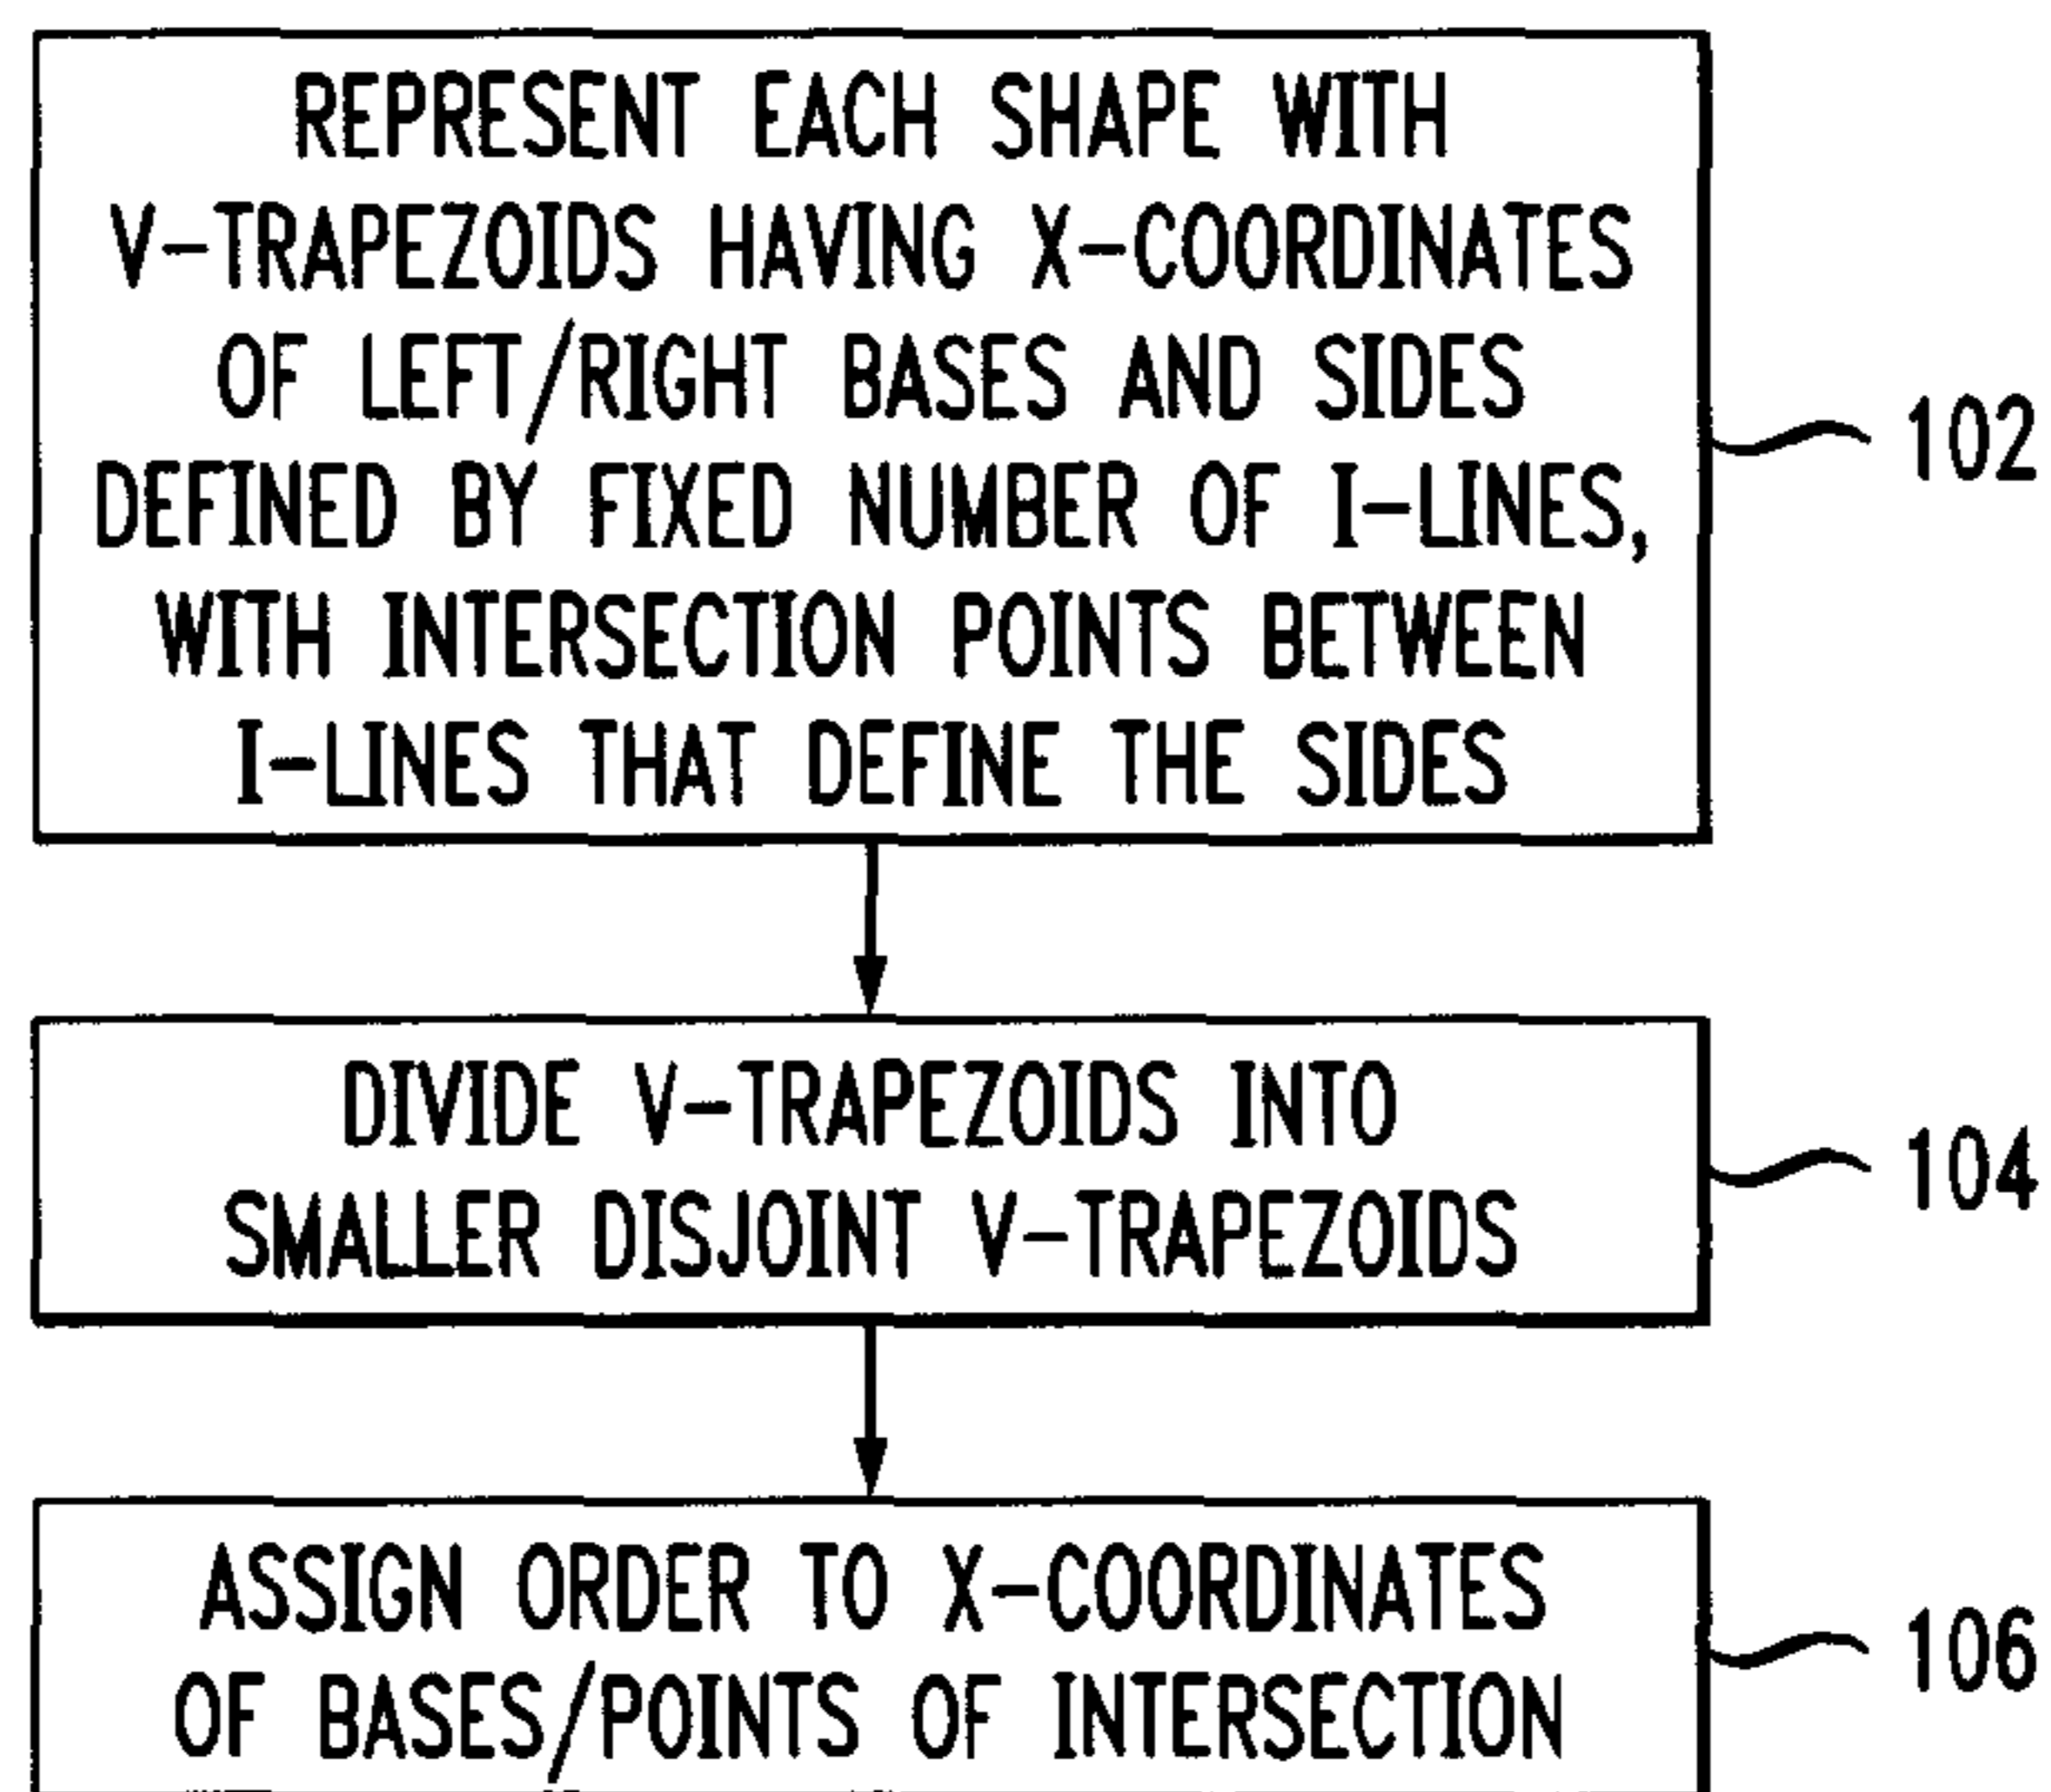 REPRESENT EACH SHAPE WITH
V-TRAPEZOIDS HAVING X-COORDINATES
OF LEFT/RIGHT BASES AND SIDES
DEFINED BY FIXED NUMBER OF I-LINES,
WITH INTERSECTION POINTS BETWEEN
I-LINES THAT DEFINE THE SIDES
102
DIVIDE V-TRAPEZOIDS INTO
SMALLER DISJOINT V-TRAPEZOIDS
104
ASSIGN ORDER TO X-COORDINATES
OF BASES/POINTS OF INTERSECTION
106